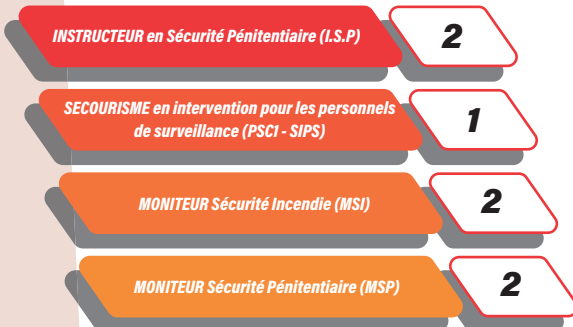 INSTRUCTEUR en Sécurité Pénitentiaire (I.S.P)
2
SECOURISME en intervention pour les personnels
de surveillance (PSC1 - SIPS)
1
MONITEUR Sécurité Incendie (MSI)
2
MONITEUR Sécurité Pénitentiaire (MSP)
2